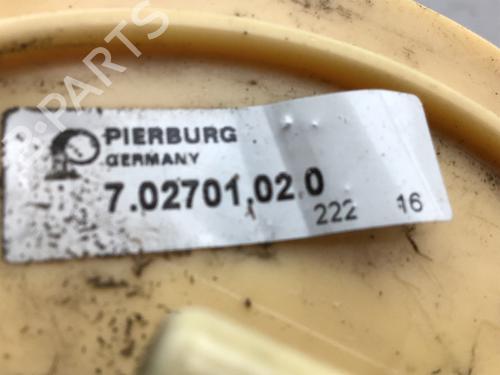 PIERBURG
GERMANY
7.02701.02.0
222 16
B-PARTS